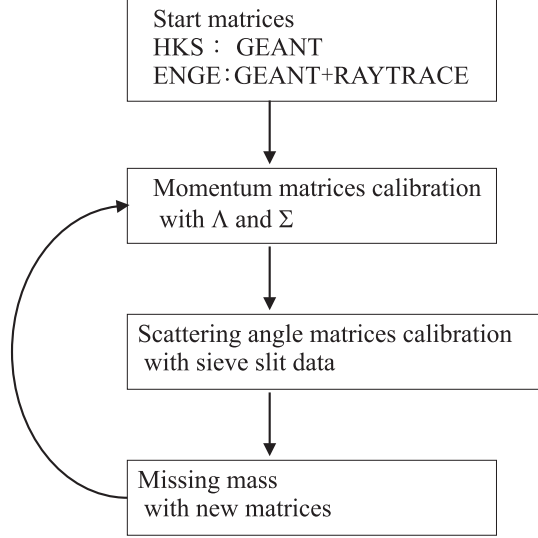 Start matrices
HKS： GEANT
ENGE：GEANT+RAYTRACE
Momentum matrices calibration
with Λ and Σ
Scattering angle matrices calibration
with sieve slit data
Missing mass
with new matrices